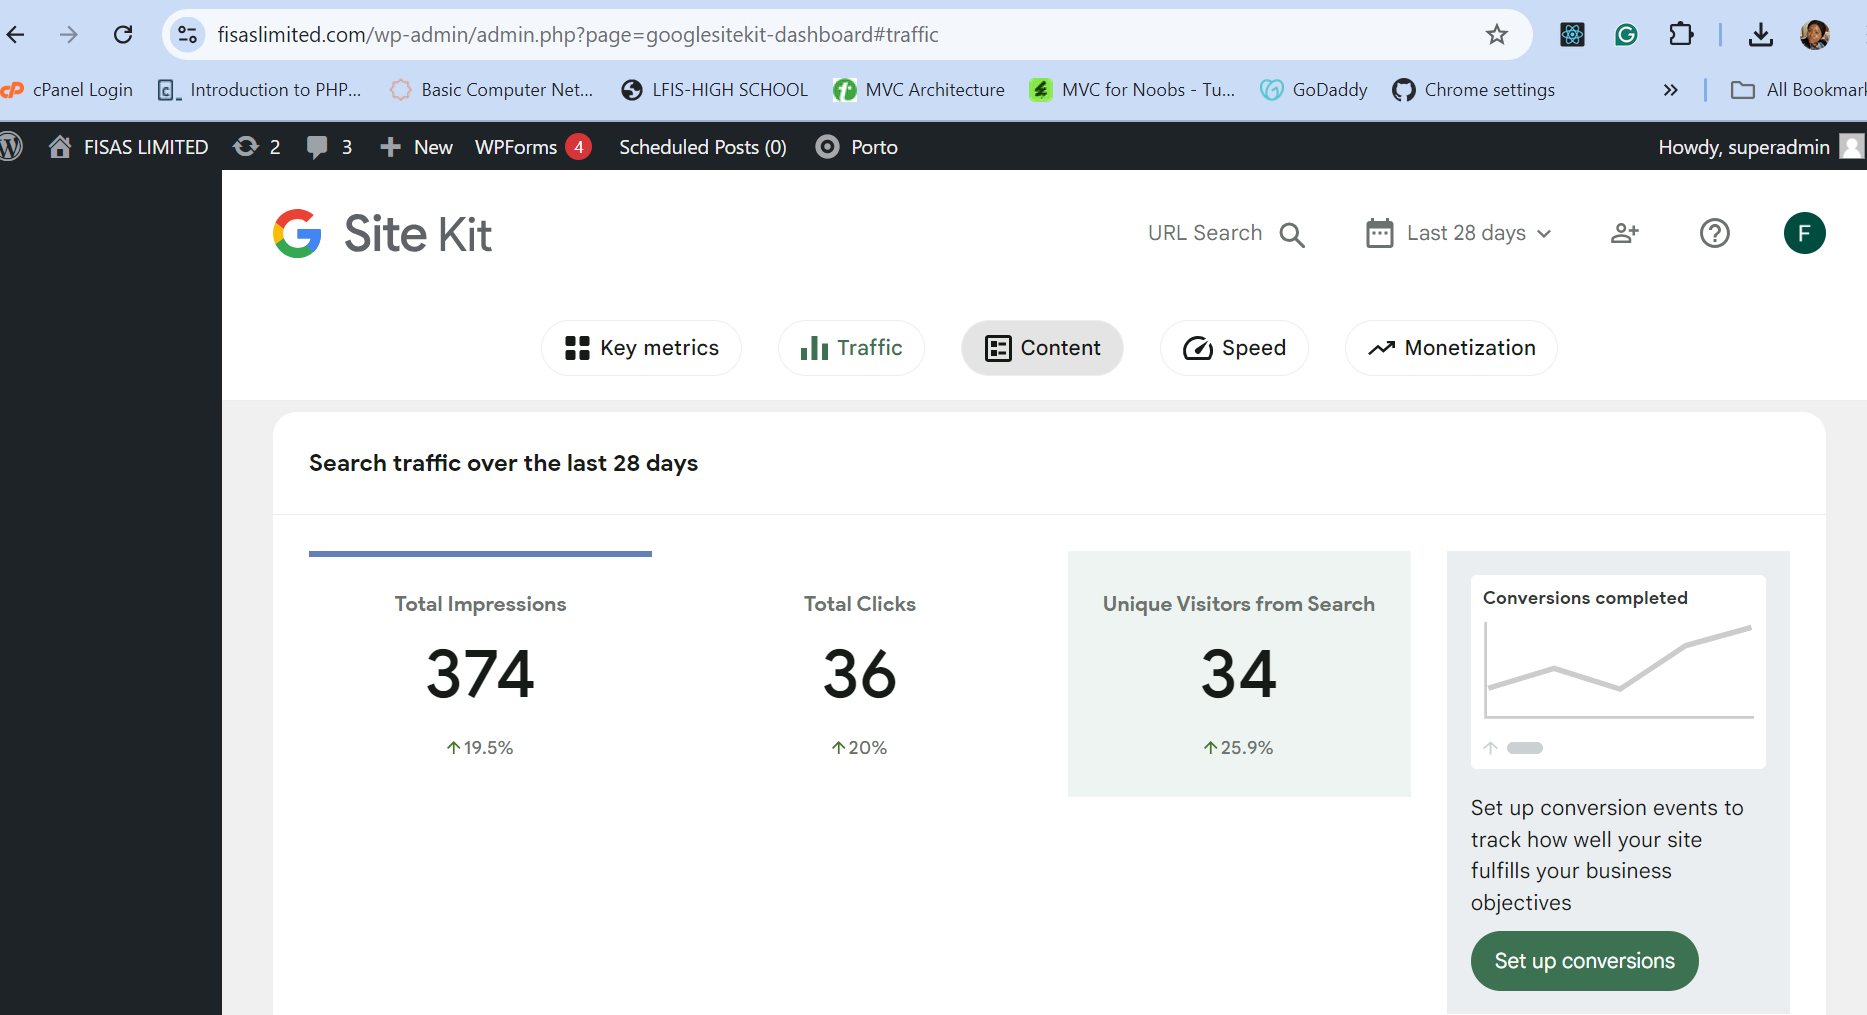 fisaslimited.com/wp-admin/admin.php?page=googlesitekit-dashboard#traffic
cPanel Login
Introduction to PHP...
Basic Computer Net...
LFIS-HIGH SCHOOL
MVC Architecture
MVC for Noobs - Tu...
GoDaddy
Chrome settings
All Bookmark
FISAS LIMITED
2
3
New
WPForms 4
Scheduled Posts (0)
Porto
Howdy, superadmin
Site Kit
URL Search
Last 28 days
F
Key metrics
Traffic
Content
Speed
Monetization
Search traffic over the last 28 days
Total Impressions
374
↑19.5%
Total Clicks
36
↑20%
Unique Visitors from Search
34
↑25.9%
Conversions completed
Set up conversion events to
track how well your site
fulfills your business
objectives
Set up conversions